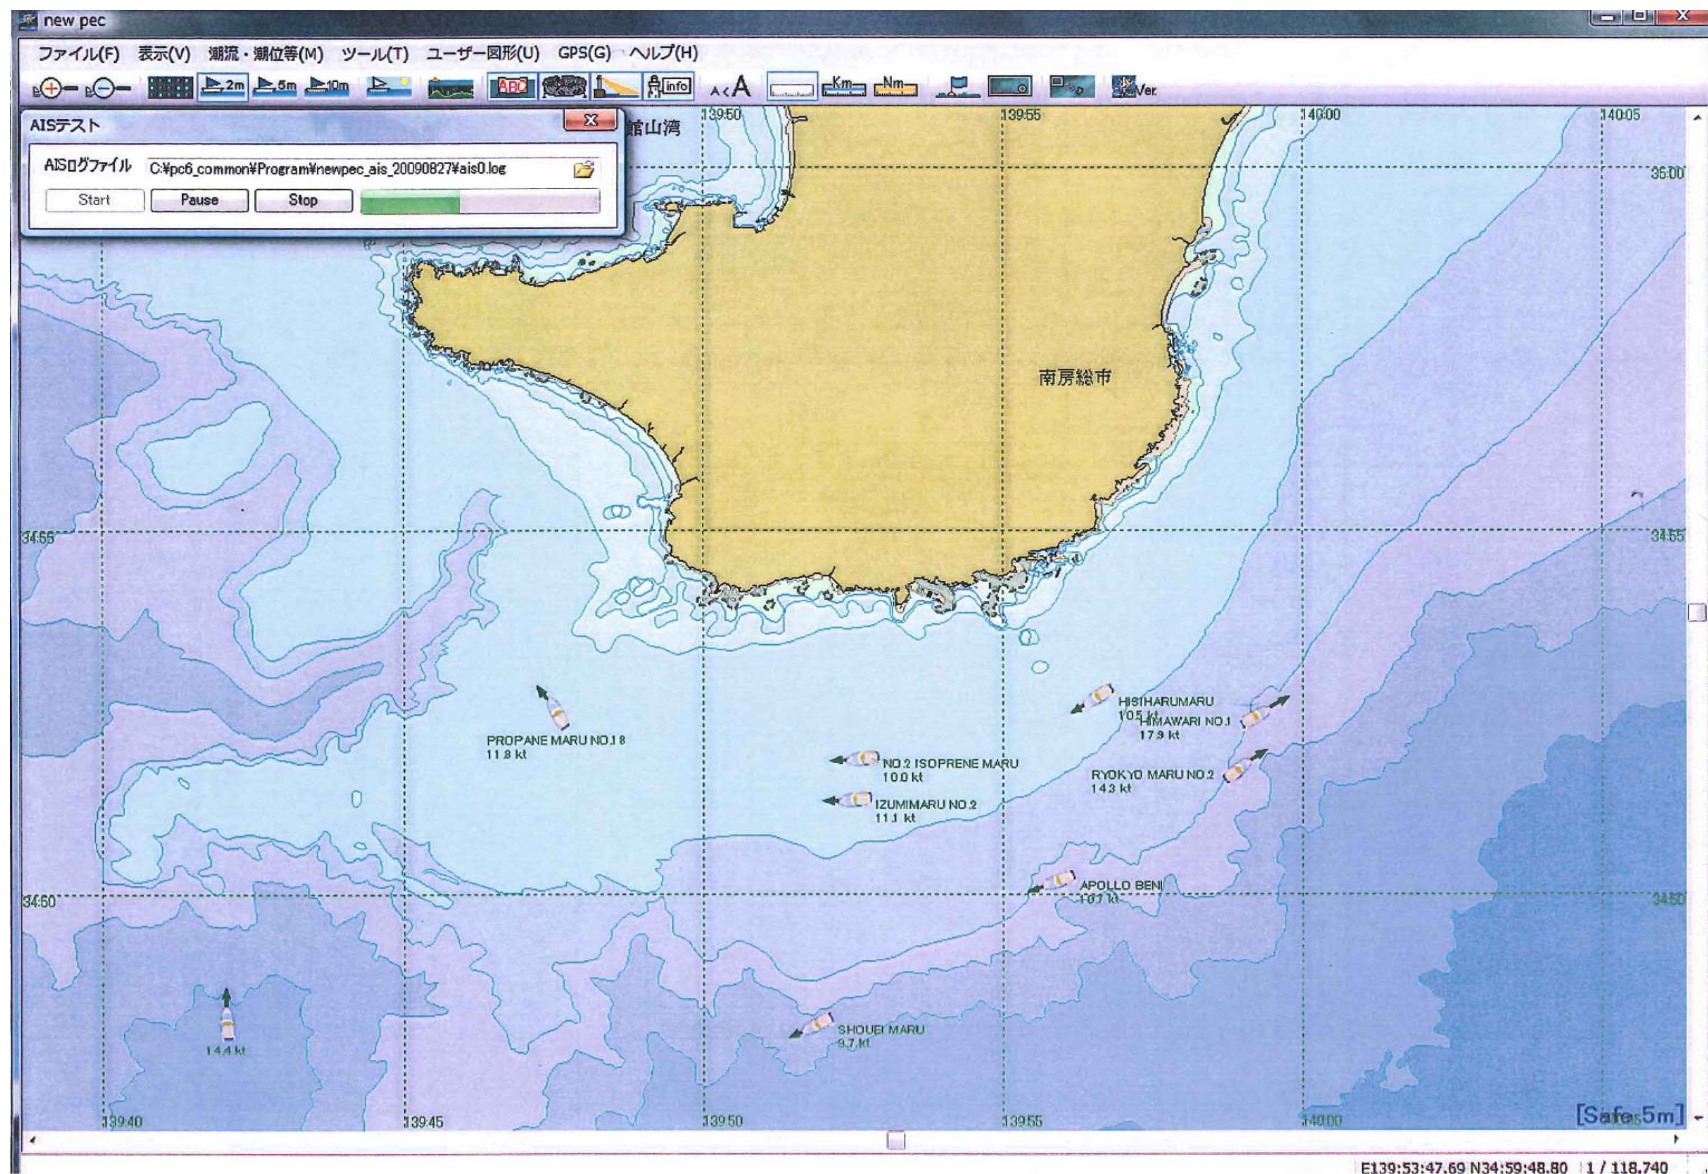 new pec
ファイル(F) 表示(V) 潮流・潮位等(M) ツール(T) ユーザー図形(U) GPS(G) ヘルプ(H)
2m 5m 10m ABC info A<A Km Nm Ver.
AISテスト
館山湾
139:50 139:55 140:00 140:05
AISログファイル C:¥pc6_common¥Program¥newpec_ais_20090827¥ais0.log
35:00
Start Pause Stop
南房総市
34:55 34:55
HISIHARUMARU
10.5 kt
HIMAWARI NO.1
17.9 kt
PROPANE MARU NO.18
11.8 kt
NO.2 ISOPRENE MARU
10.0 kt
RYOKYO MARU NO.2
14.3 kt
IZUMIMARU NO.2
11.1 kt
APOLLO BENI
10.7 kt
34:50 34:50
SHOUEI MARU
9.7 kt
14.4 kt
[Safe 5m]
139:40 139:45 139:50 139:55 140:00
E139:53:47.69 N34:59:48.80 1 / 118,740